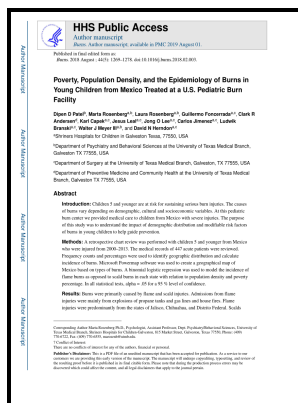 HHS Public Access
Author manuscript
Burns. Author manuscript; available in PMC 2019 August 01.
Published in final edited form as:
Burns. 2018 August ; 44(5): 1269–1278. doi:10.1016/j.burns.2018.02.003.
Poverty, Population Density, and the Epidemiology of Burns in
Young Children from Mexico Treated at a U.S. Pediatric Burn
Facility
Dipen D Patel, Marta Rosenberg, Laura Rosenberg, Guillermo Foncerrada, Clark R
Andersen, Karel Capek, Jesus Leal, Jong O Lee, Carlos Jimenez, Ludwik
Branski, Walter J Meyer III, and David N Herndon
Shriners Hospitals for Children in Galveston Texas, 77550, USA
Department of Psychiatry and Behavioral Sciences at the University of Texas Medical Branch,
Galveston TX 77555, USA
Department of Surgery at the University of Texas Medical Branch, Galveston TX 77555, USA
Department of Preventive Medicine and Community Health at the University of Texas Medical Branch,
Galveston TX 77555, USA
Abstract
Introduction: Children 5 and younger are at risk for sustaining serious burn injuries. The causes
of burns vary depending on demographic, cultural and socioeconomic variables. At this pediatric
burn center we provided medical care to children from Mexico with severe injuries. The purpose
of this study was to understand the impact of demographic distribution and modifiable risk factors
of burns in young children to help guide prevention.
Methods: A retrospective chart review was performed with children 5 and younger from Mexico
who were injured from 2000–2013. The medical records of 447 acute patients were reviewed.
Frequency counts and percentages were used to identify geographic distribution and calculate
incidence of burns. Microsoft Powermap software was used to create a geographical map of
Mexico based on types of burns. A binomial logistic regression was used to model the incidence
of flame burns as opposed to scald burns in each state with relation to population density and poverty
percentage. In all statistical tests, alpha = .05 for a 95 % level of confidence.
Results: Burns were primarily caused by flame and scald injuries. Admissions from flame
injuries were mainly from explosions of propane tanks and gas lines and house fires. Flame
injuries were predominantly from the states of Jalisco, Chihuahua, and Distrito Federal. Scalds
Author Manuscript
Author Manuscript
Author Manuscript
Author Manuscript